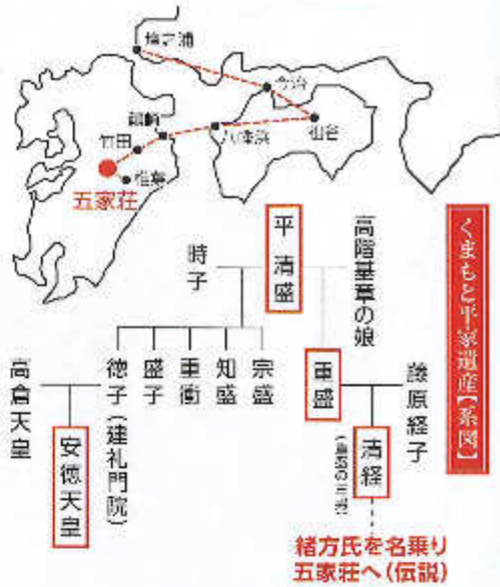 壇之浦
今治
鶴崎
竹田
八幡浜
祖谷
椎葉
五家荘
くまもと平家遺産【系図】
高階基章の娘
平清盛
時子
藤原経子
重盛
宗盛
知盛
重衡
盛子
徳子(建礼門院)
高倉天皇
清経
安徳天皇
緒方氏を名乗り
五家荘へ(伝説)